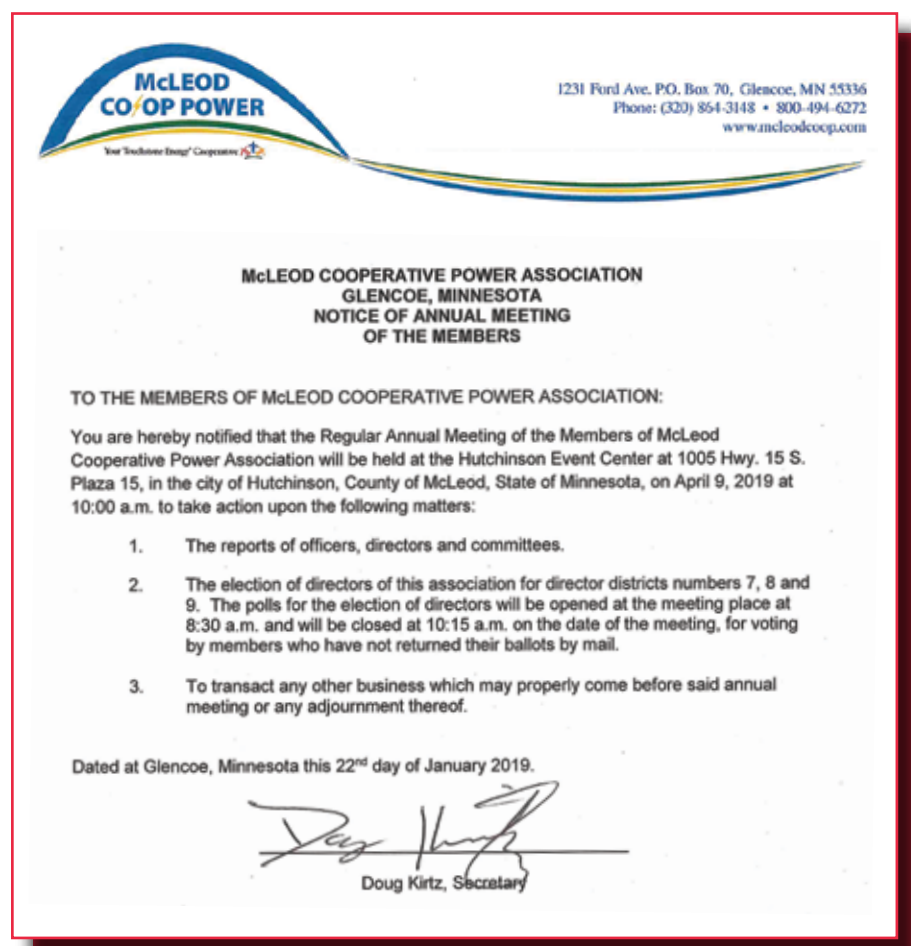 McLEOD
CO/OP POWER
Your Touchstone Energy® Cooperative
1231 Ford Ave. P.O. Box 70, Glencoe, MN 55336
Phone: (320) 864-3148 • 800-494-6272
www.mcleodcoop.com
McLEOD COOPERATIVE POWER ASSOCIATION
GLENCOE, MINNESOTA
NOTICE OF ANNUAL MEETING
OF THE MEMBERS
TO THE MEMBERS OF McLEOD COOPERATIVE POWER ASSOCIATION:
You are hereby notified that the Regular Annual Meeting of the Members of McLeod
Cooperative Power Association will be held at the Hutchinson Event Center at 1005 Hwy. 15 S.
Plaza 15, in the city of Hutchinson, County of McLeod, State of Minnesota, on April 9, 2019 at
10:00 a.m. to take action upon the following matters:
1. The reports of officers, directors and committees.
2. The election of directors of this association for director districts numbers 7, 8 and
9. The polls for the election of directors will be opened at the meeting place at
8:30 a.m. and will be closed at 10:15 a.m. on the date of the meeting, for voting
by members who have not returned their ballots by mail.
3. To transact any other business which may properly come before said annual
meeting or any adjournment thereof.
Dated at Glencoe, Minnesota this 22nd day of January 2019.
Doug Kirtz, Secretary